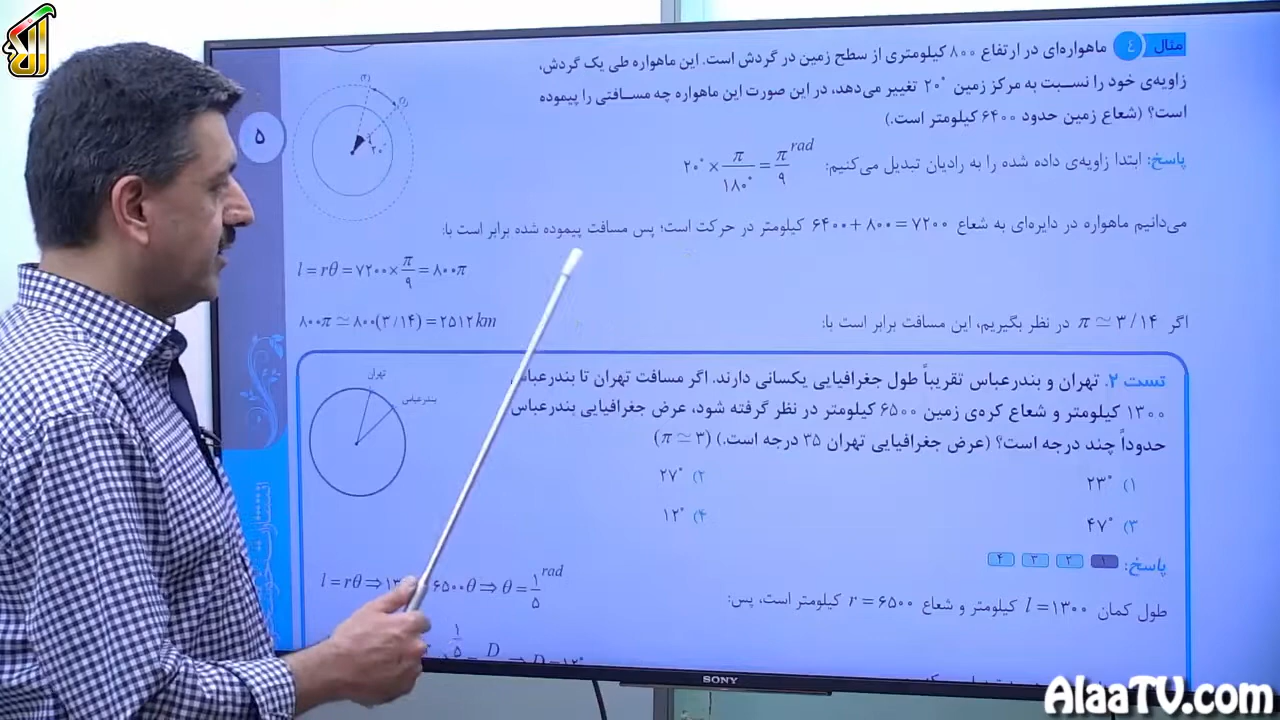 مثال ۴ ماهواره‌ای در ارتفاع ۸۰۰ کیلومتری از سطح زمین در گردش است. این ماهواره طی یک گردش،
زاویه‌ی خود را نسبت به مرکز زمین ۲۰° تغییر می‌دهد، در این صورت این ماهواره چه مسافتی را پیموده
است؟ (شعاع زمین حدود ۶۴۰۰ کیلومتر است.)
۵
(۲)
(۱)
۲۰°
پاسخ: ابتدا زاویه‌ی داده شده را به رادیان تبدیل می‌کنیم: ۲۰° × π/۱۸۰° = π/۹ rad
می‌دانیم ماهواره در دایره‌ای به شعاع ۶۴۰۰ + ۸۰۰ = ۷۲۰۰ کیلومتر در حرکت است؛ پس مسافت پیموده شده برابر است با:
l = rθ = ۷۲۰۰ × π/۹ = ۸۰۰π
اگر π ≃ ۳/۱۴ در نظر بگیریم، این مسافت برابر است با:
۸۰۰π ≃ ۸۰۰(۳/۱۴) = ۲۵۱۲ km
تست ۲. تهران و بندرعباس تقریباً طول جغرافیایی یکسانی دارند. اگر مسافت تهران تا بندرعباس
۱۳۰۰ کیلومتر و شعاع کره‌ی زمین ۶۵۰۰ کیلومتر در نظر گرفته شود، عرض جغرافیایی بندرعباس
حدوداً چند درجه است؟ (عرض جغرافیایی تهران ۳۵ درجه است.) (π ≃ ۳)
تهران
بندرعباس
۱) ۲۳°
۲) ۲۷°
۳) ۴۷°
۴) ۱۲°
پاسخ: ۱ ۲ ۳ ۴
طول کمان l = ۱۳۰۰ کیلومتر و شعاع r = ۶۵۰۰ کیلومتر است، پس:
l = rθ ⇒ ۱۳ ۶۵۰۰θ ⇒ θ = ۱/۵ rad
انتشارات
SONY
AlaaTV.com